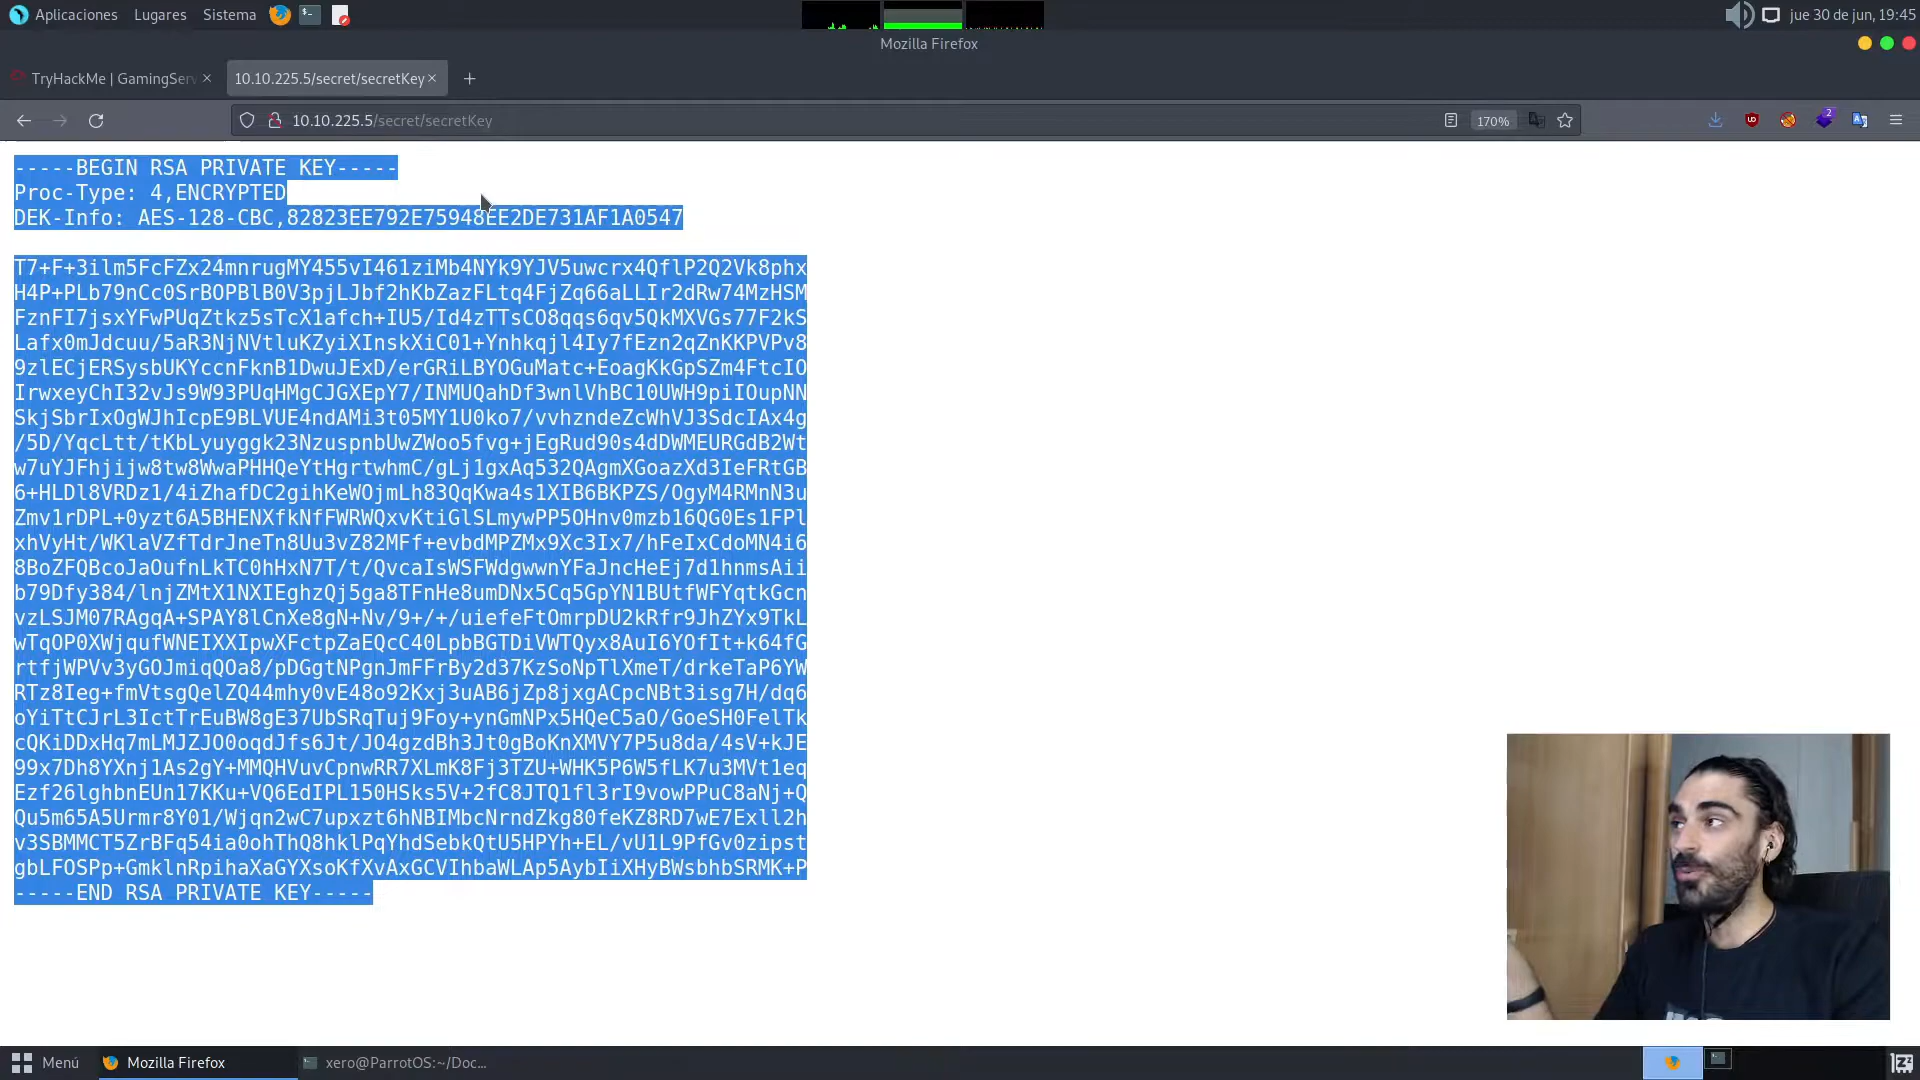 Aplicaciones Lugares Sistema
jue 30 de jun, 19:45
Mozilla Firefox
TryHackMe | GamingServ
10.10.225.5/secret/secretKey
10.10.225.5/secret/secretKey
170%
2
-----BEGIN RSA PRIVATE KEY-----
Proc-Type: 4,ENCRYPTED
DEK-Info: AES-128-CBC,82823EE792E75948EE2DE731AF1A0547
T7+F+3ilm5FcFZx24mnrugMY455vI461ziMb4NYk9YJV5uwcrx4QflP2Q2Vk8phx
H4P+PLb79nCc0SrBOPBlB0V3pjLJbf2hKbZazFLtq4FjZq66aLLIr2dRw74MzHSM
FznFI7jsxYFwPUqZtkz5sTcX1afch+IU5/Id4zTTsCO8qqs6qv5QkMXVGs77F2kS
Lafx0mJdcuu/5aR3NjNVtluKZyiXInskXiC01+Ynhkqjl4Iy7fEzn2qZnKKPVPv8
9zlECjERSysbUKYccnFknB1DwuJExD/erGRiLBYOGuMatc+EoagKkGpSZm4FtcIO
IrwxeyChI32vJs9W93PUqHMgCJGXEpY7/INMUQahDf3wnlVhBC10UWH9piIOupNN
SkjSbrIxOgWJhIcpE9BLVUE4ndAMi3t05MY1U0ko7/vvhzndeZcWhVJ3SdcIAx4g
/5D/YqcLtt/tKbLyuyggk23NzuspnbUwZWoo5fvg+jEgRud90s4dDWMEURGdB2Wt
w7uYJFhjijw8tw8WwaPHHQeYtHgrtwhmC/gLj1gxAq532QAgmXGoazXd3IeFRtGB
6+HLDl8VRDz1/4iZhafDC2gihKeWOjmLh83QqKwa4s1XIB6BKPZS/OgyM4RMnN3u
Zmv1rDPL+0yzt6A5BHENXfkNfFWRWQxvKtiGlSLmywPP5OHnv0mzb16QG0Es1FPl
xhVyHt/WKlaVZfTdrJneTn8Uu3vZ82MFf+evbdMPZMx9Xc3Ix7/hFeIxCdoMN4i6
8BoZFQBcoJaOufnLkTC0hHxN7T/t/QvcaIsWSFWdgwwnYFaJncHeEj7d1hnmsAii
b79Dfy384/lnjZMtX1NXIEghzQj5ga8TFnHe8umDNx5Cq5GpYN1BUtfWFYqtkGcn
vzLSJM07RAgqA+SPAY8lCnXe8gN+Nv/9+/+/uiefeFtOmrpDU2kRfr9JhZYx9TkL
wTqOP0XWjqufWNEIXXIpwXFctpZaEQcC40LpbBGTDiVWTQyx8AuI6YOfIt+k64fG
rtfjWPVv3yGOJmiqQOa8/pDGgtNPgnJmFFrBy2d37KzSoNpTlXmeT/drkeTaP6YW
RTz8Ieg+fmVtsgQelZQ44mhy0vE48o92Kxj3uAB6jZp8jxgACpcNBt3isg7H/dq6
oYiTtCJrL3IctTrEuBW8gE37UbSRqTuj9Foy+ynGmNPx5HQeC5aO/GoeSH0FelTk
cQKiDDxHq7mLMJZJO0oqdJfs6Jt/JO4gzdBh3Jt0gBoKnXMVY7P5u8da/4sV+kJE
99x7Dh8YXnj1As2gY+MMQHVuvCpnwRR7XLmK8Fj3TZU+WHK5P6W5fLK7u3MVt1eq
Ezf26lghbnEUn17KKu+VQ6EdIPL150HSks5V+2fC8JTQ1fl3rI9vowPPuC8aNj+Q
Qu5m65A5Urmr8Y01/Wjqn2wC7upxzt6hNBIMbcNrndZkg80feKZ8RD7wE7Exll2h
v3SBMMCT5ZrBFq54ia0ohThQ8hklPqYhdSebkQtU5HPYh+EL/vU1L9PfGv0zipst
gbLFOSPp+GmklnRpihaXaGYXsoKfXvAxGCVIhbaWLAp5AybIiXHyBWsbhbSRMK+P
-----END RSA PRIVATE KEY-----
Menú Mozilla Firefox xero@ParrotOS:~/Doc...